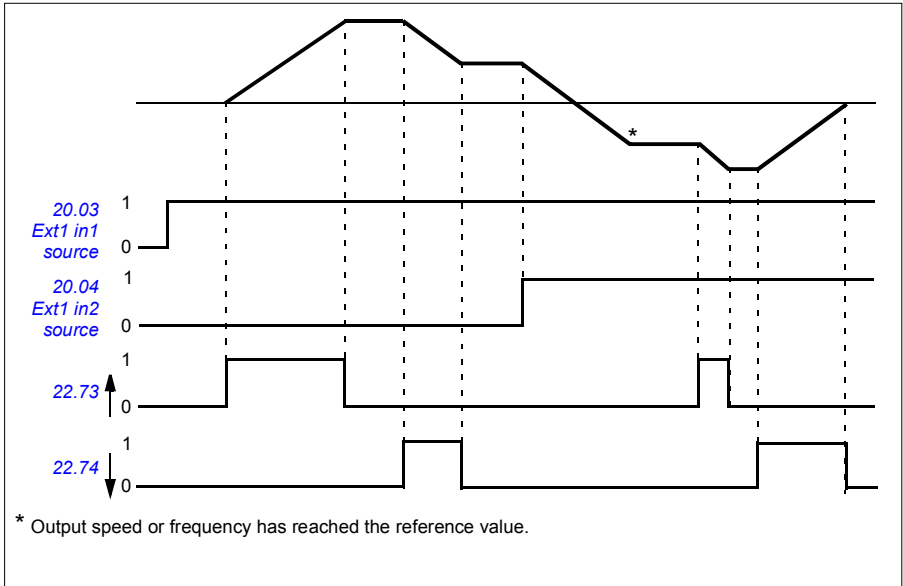 *
20.03
Ext1 in1
source
1
0
20.04
Ext1 in2
source
1
0
22.73
1
0
22.74
1
0
* Output speed or frequency has reached the reference value.